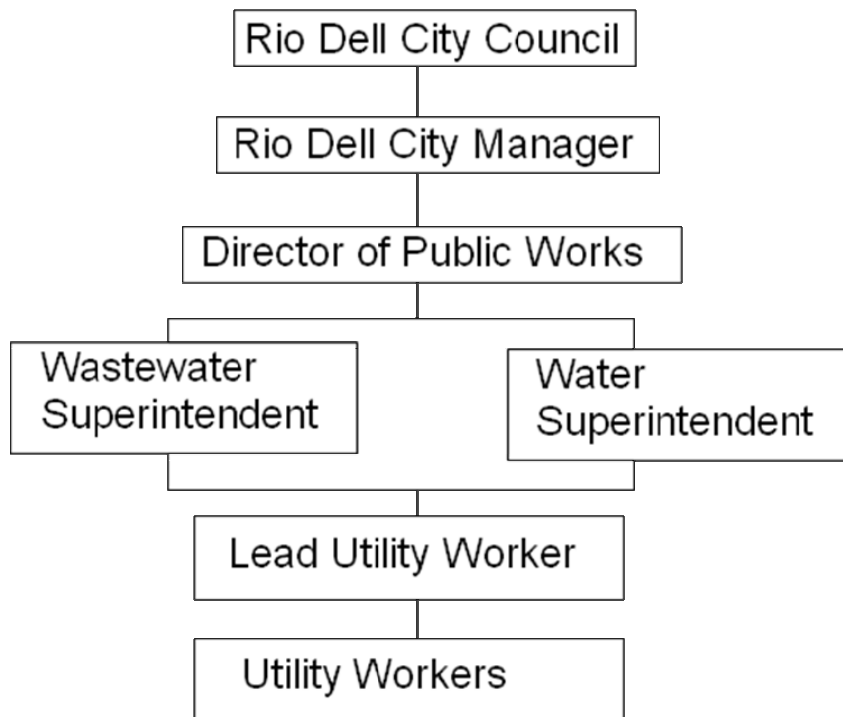 Rio Dell City Council
Rio Dell City Manager
Director of Public Works
Wastewater
Superintendent
Water
Superintendent
Lead Utility Worker
Utility Workers